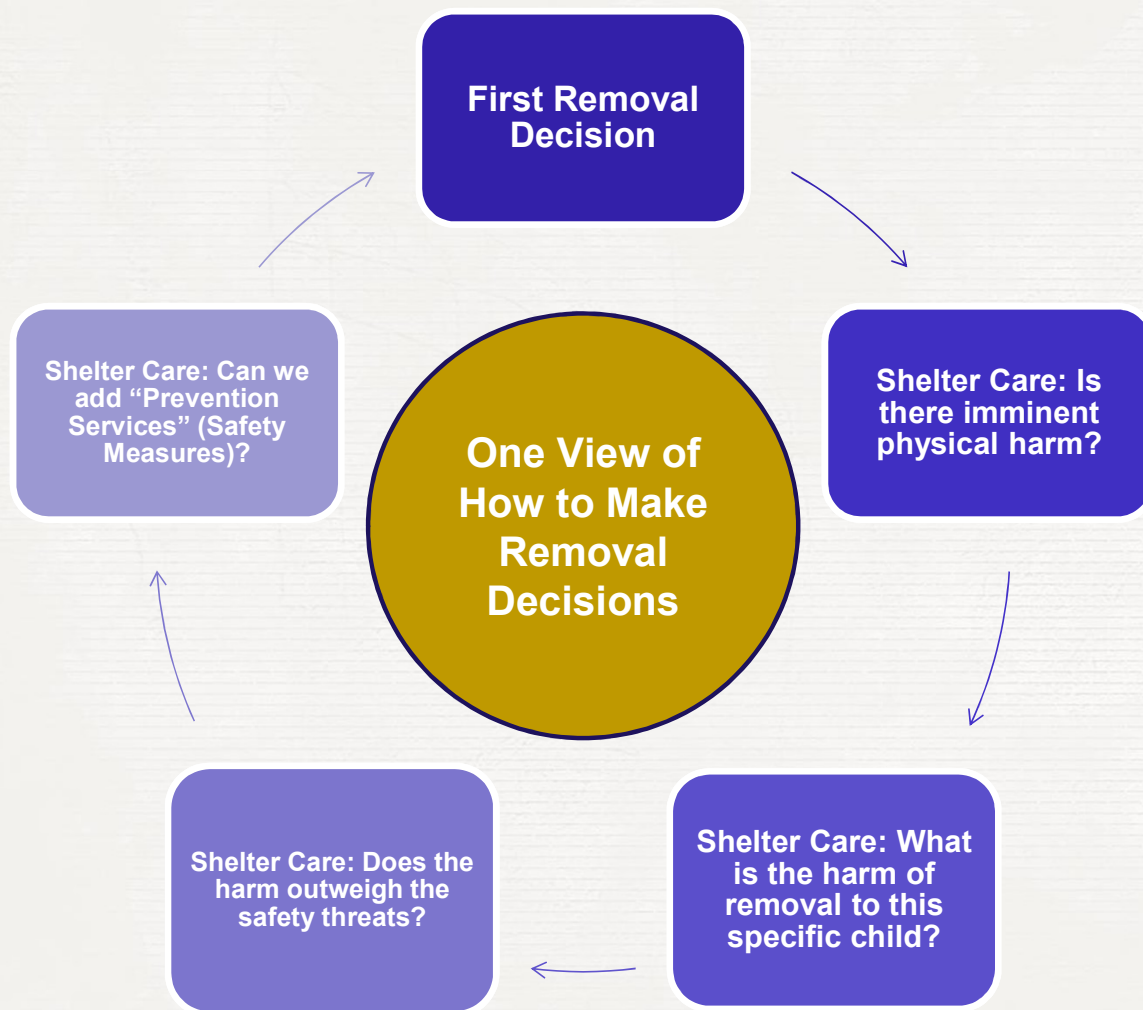 First Removal
Decision
Shelter Care: Is
there imminent
physical harm?
Shelter Care: What
is the harm of
removal to this
specific child?
Shelter Care: Does the
harm outweigh the
safety threats?
Shelter Care: Can we
add “Prevention
Services” (Safety
Measures)?
One View of
How to Make
Removal
Decisions